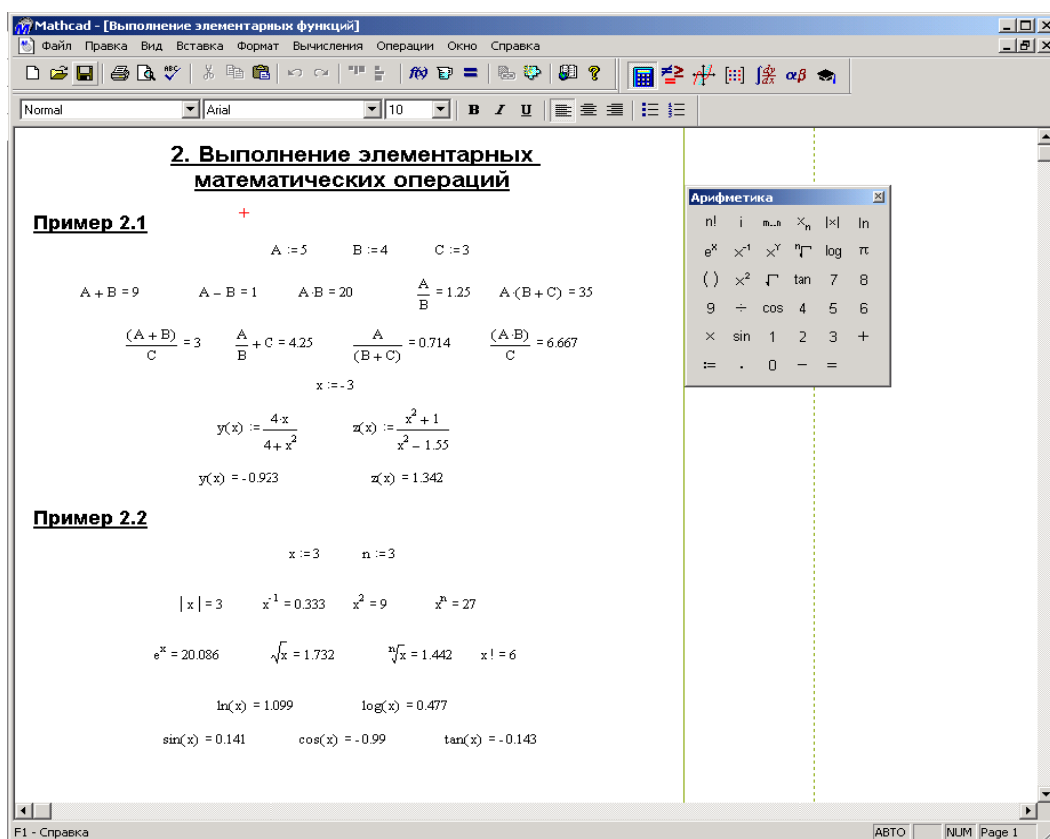 Mathcad - [Выполнение элементарных функций]
Файл Правка Вид Вставка Формат Вычисления Операции Окно Справка
Normal Arial 10 B I U
2. Выполнение элементарных
математических операций
Пример 2.1
A := 5 B := 4 C := 3
A + B = 9 A − B = 1 A·B = 20 A/B = 1.25 A·(B + C) = 35
(A + B)/C = 3 A/B + C = 4.25 A/(B + C) = 0.714 (A·B)/C = 6.667
x := -3
y(x) := 4·x/(4 + x²) z(x) := (x² + 1)/(x² − 1.55)
y(x) = -0.923 z(x) = 1.342
Пример 2.2
x := 3 n := 3
|x| = 3 x⁻¹ = 0.333 x² = 9 xⁿ = 27
eˣ = 20.086 √x = 1.732 ⁿ√x = 1.442 x! = 6
ln(x) = 1.099 log(x) = 0.477
sin(x) = 0.141 cos(x) = -0.99 tan(x) = -0.143
Арифметика
n! i m..n Xₙ |×| ln
eˣ ×⁻¹ ×ʸ ⁿ√ log π
( ) ×² √ tan 7 8
9 ÷ cos 4 5 6
× sin 1 2 3 +
:= . 0 − =
F1 - Справка
АВТО NUM Page 1